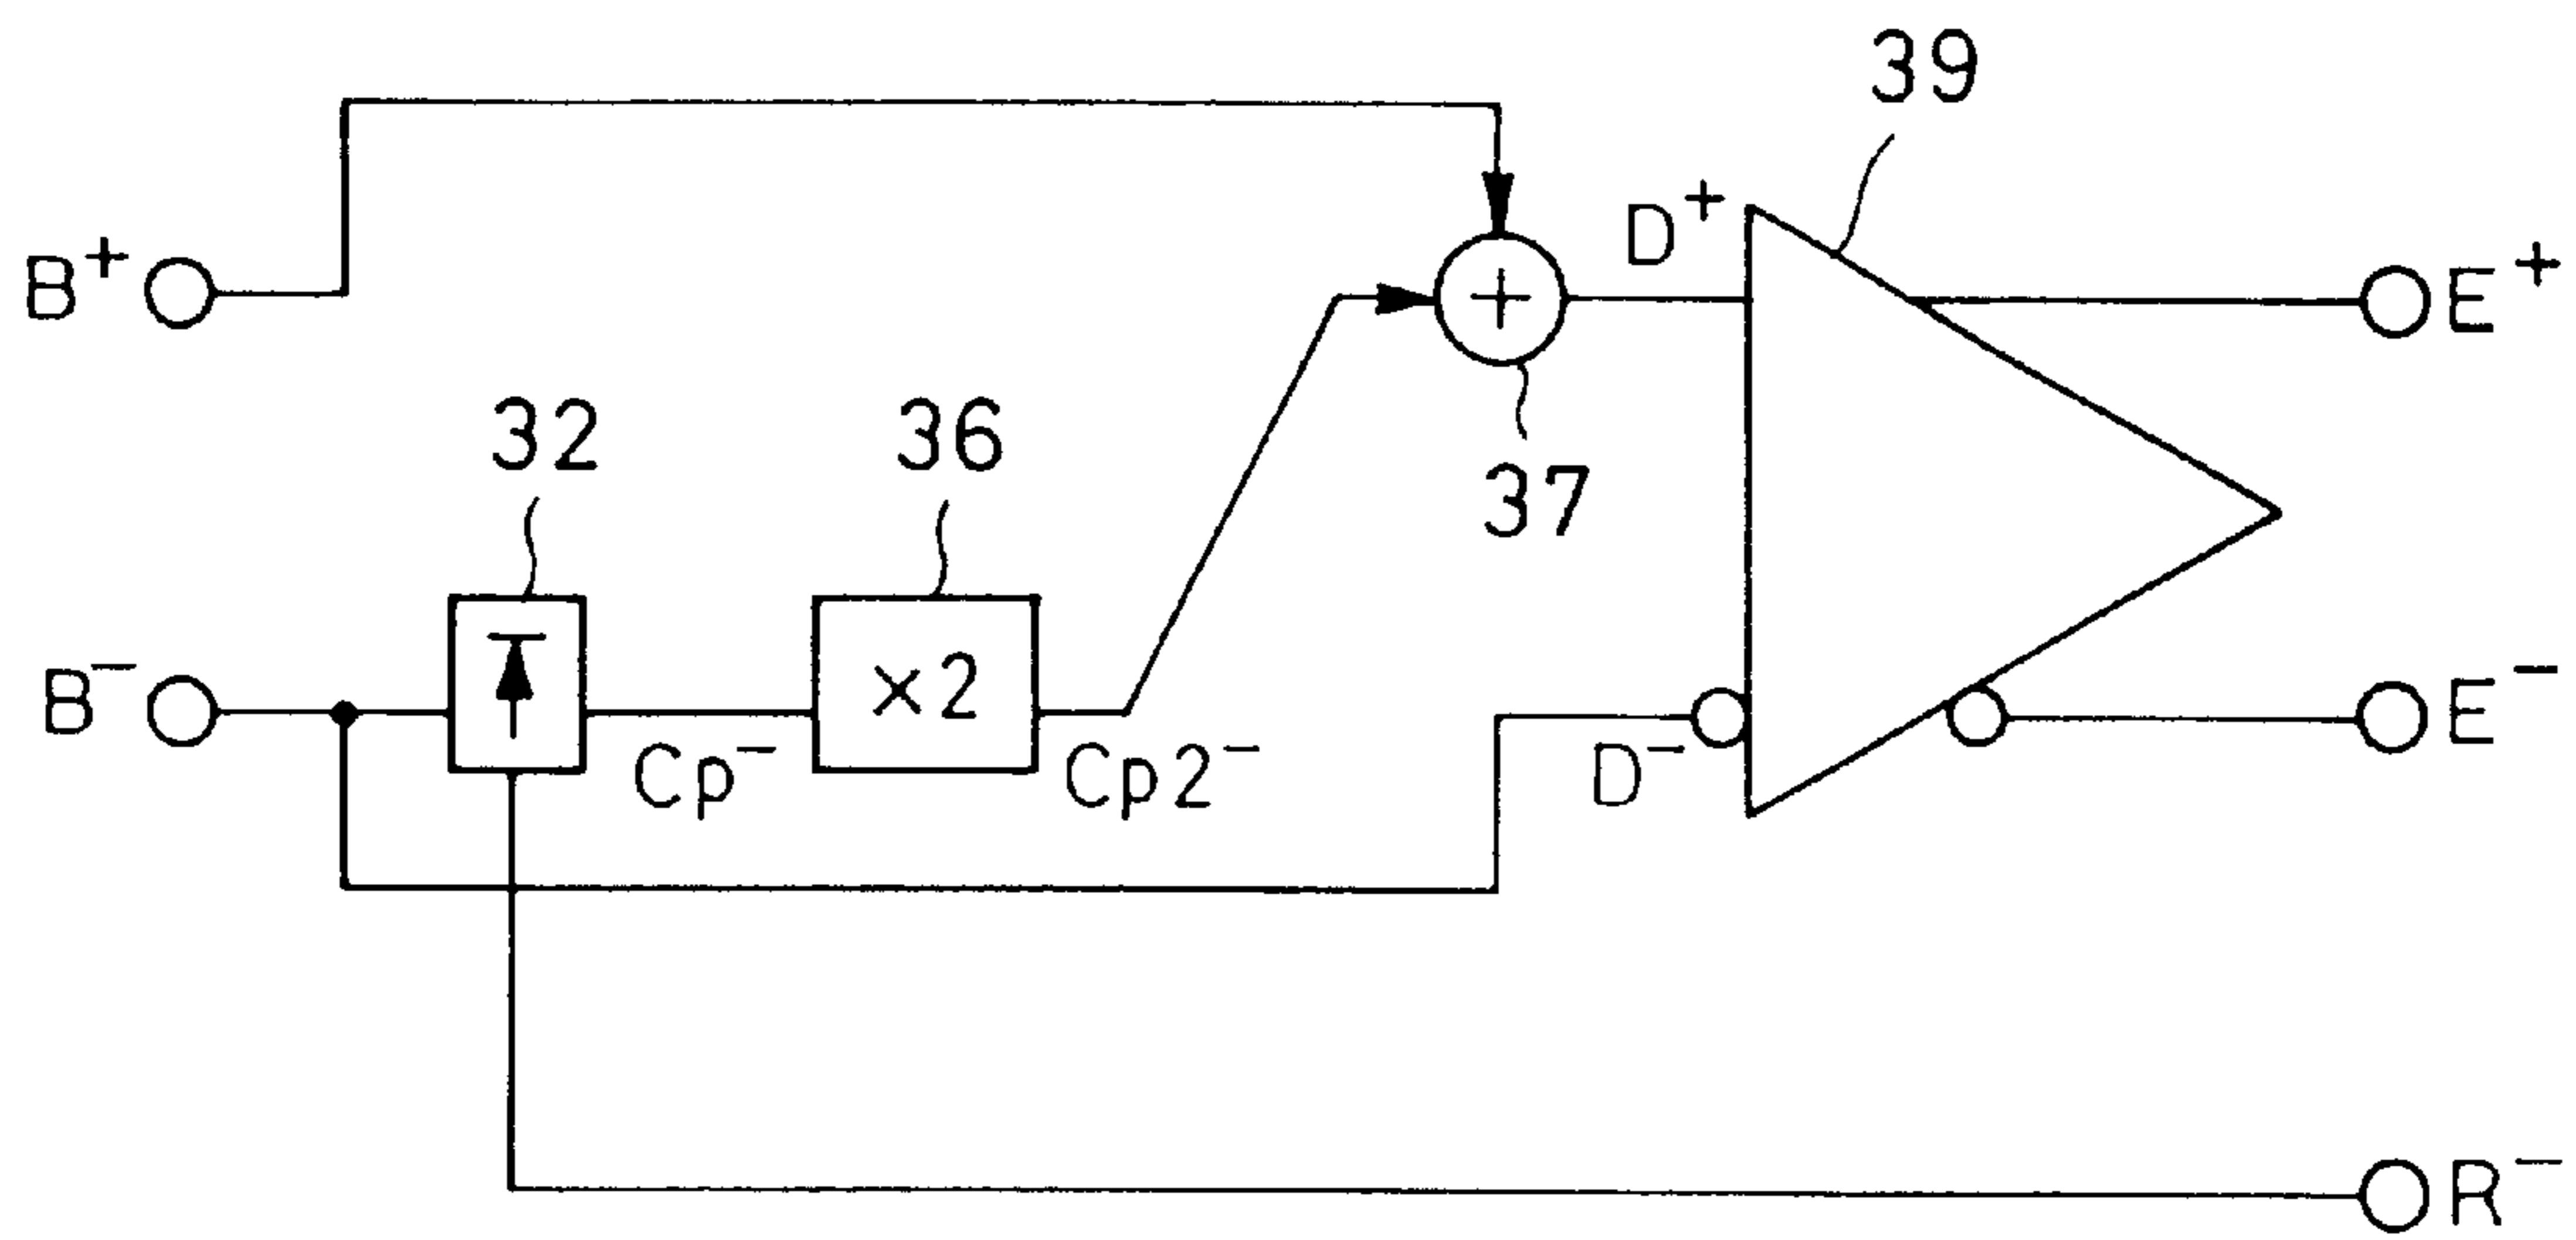 39
D+
B+
E+
+
32
36
37
B-
×2
E-
Cp-
Cp2-
D-
R-